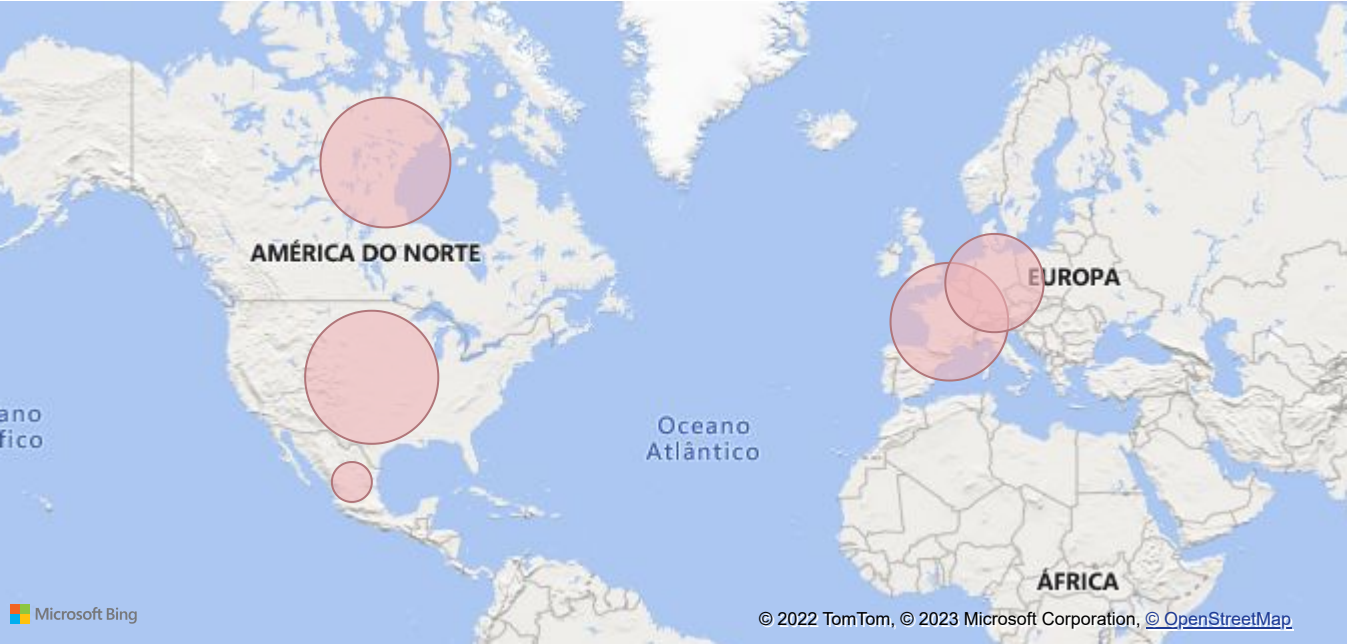 AMÉRICA DO NORTE
EUROPA
ano
fico
Oceano
Atlântico
ÁFRICA
Microsoft Bing
© 2022 TomTom, © 2023 Microsoft Corporation, © OpenStreetMap